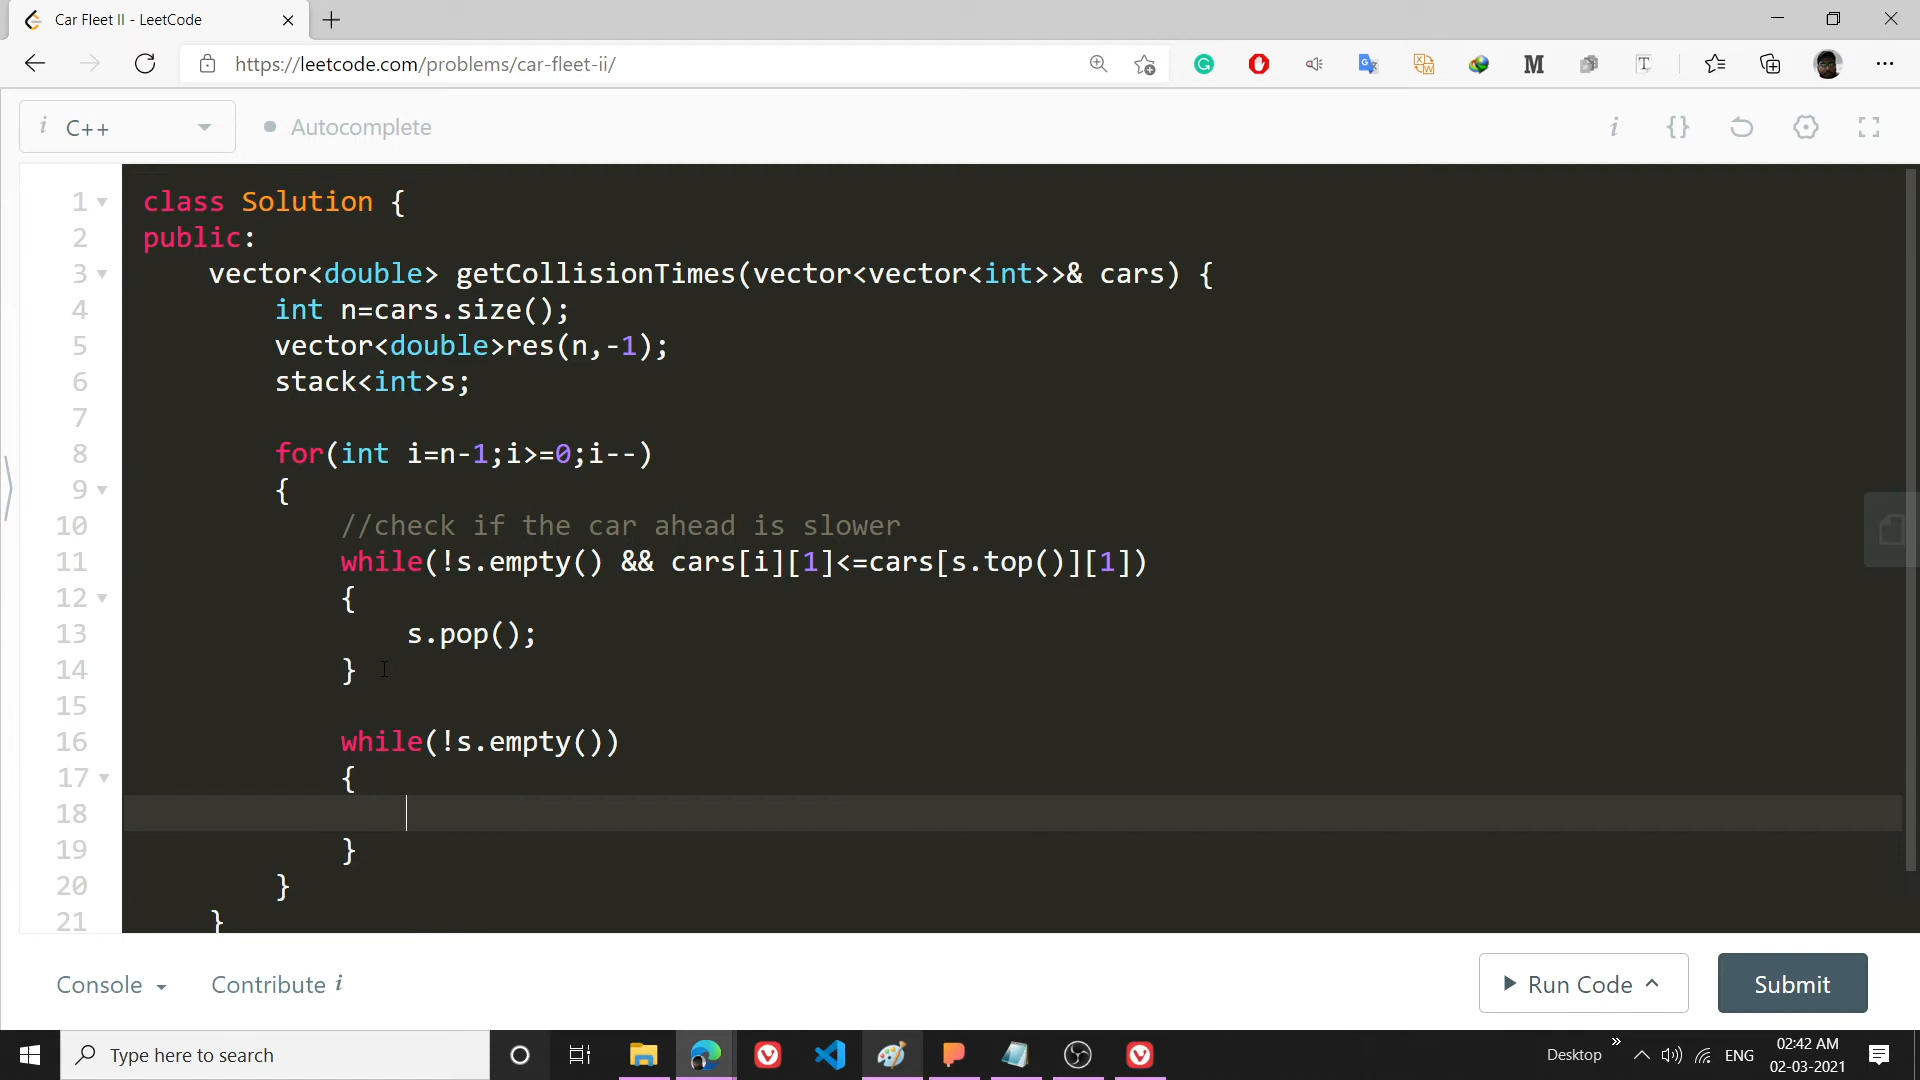 Car Fleet II - LeetCode
https://leetcode.com/problems/car-fleet-ii/
i C++
Autocomplete
i {}
1 class Solution {
2 public:
3     vector<double> getCollisionTimes(vector<vector<int>>& cars) {
4         int n=cars.size();
5         vector<double>res(n,-1);
6         stack<int>s;
7
8         for(int i=n-1;i>=0;i--)
9         {
10             //check if the car ahead is slower
11             while(!s.empty() && cars[i][1]<=cars[s.top()][1])
12             {
13                 s.pop();
14             }
15
16             while(!s.empty())
17             {
18
19             }
20         }
21     }
Console Contribute i Run Code Submit
Type here to search
Desktop » ENG 02:42 AM
02-03-2021